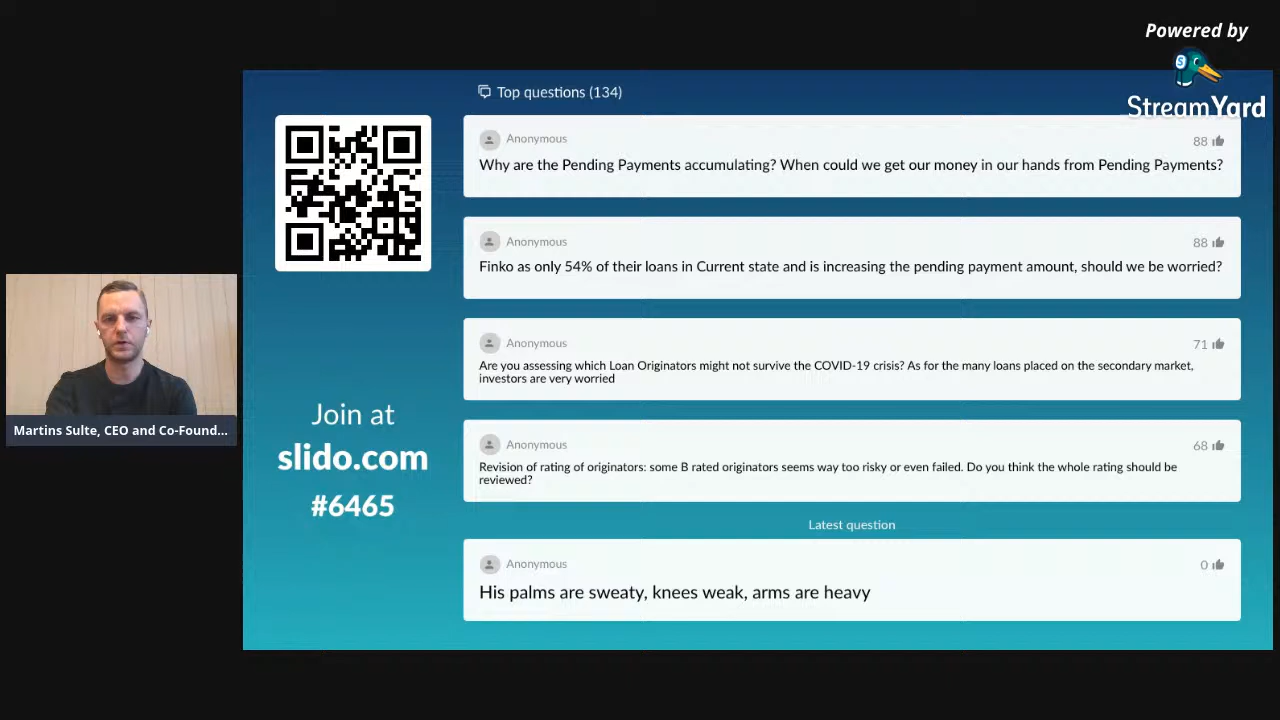 Powered by
StreamYard
Top questions (134)
Anonymous
88
Why are the Pending Payments accumulating? When could we get our money in our hands from Pending Payments?
Anonymous
88
Finko as only 54% of their loans in Current state and is increasing the pending payment amount, should we be worried?
Anonymous
71
Are you assessing which Loan Originators might not survive the COVID-19 crisis? As for the many loans placed on the secondary market,
investors are very worried
Anonymous
68
Revision of rating of originators: some B rated originators seems way too risky or even failed. Do you think the whole rating should be
reviewed?
Latest question
Anonymous
0
His palms are sweaty, knees weak, arms are heavy
Join at
slido.com
#6465
Martins Sulte, CEO and Co-Found...